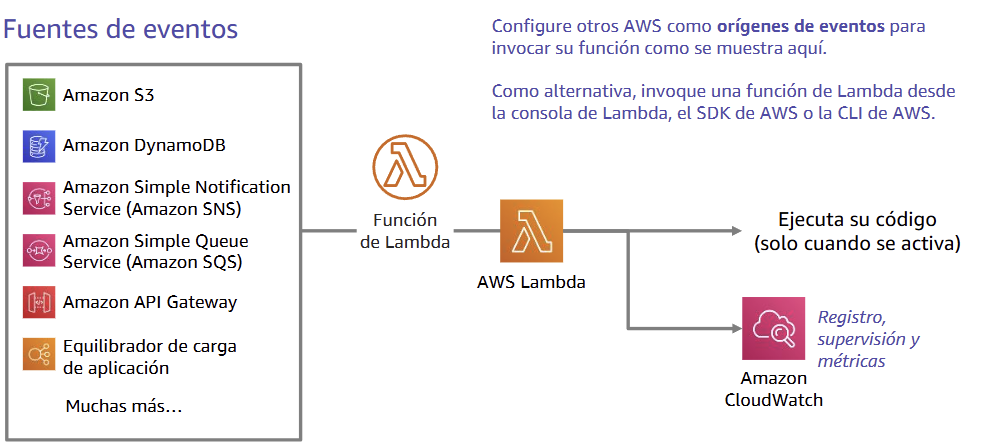 Fuentes de eventos
Configure otros AWS como orígenes de eventos para
invocar su función como se muestra aquí.
Como alternativa, invoque una función de Lambda desde
la consola de Lambda, el SDK de AWS o la CLI de AWS.
Amazon S3
Amazon DynamoDB
Amazon Simple Notification
Service (Amazon SNS)
Amazon Simple Queue
Service (Amazon SQS)
Amazon API Gateway
Equilibrador de carga
de aplicación
Muchas más...
Función
de Lambda
AWS Lambda
Ejecuta su código
(solo cuando se activa)
Registro,
supervisión y
métricas
Amazon
CloudWatch